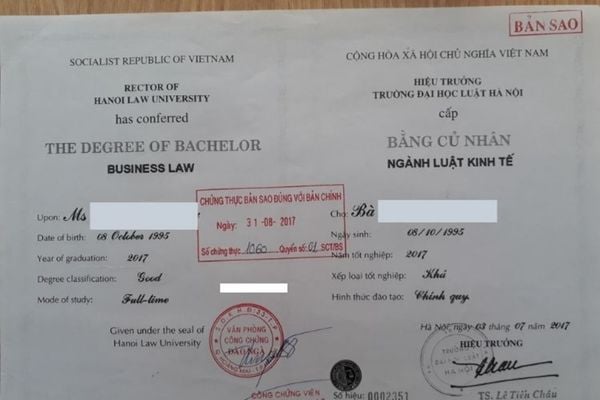 BẢN SAO
SOCIALIST REPUBLIC OF VIETNAM
RECTOR OF
HANOI LAW UNIVERSITY
has conferred
THE DEGREE OF BACHELOR
BUSINESS LAW
Upon: Ms
Date of birth: 08 October 1995
Year of graduation: 2017
Degree classification: Good
Mode of study: Full-time
Given under the seal of
Hanoi Law University
CHỨNG THỰC BẢN SAO ĐÚNG VỚI BẢN CHÍNH
Ngày: 31-08-2017
Số chứng thực 1060 Quyển số: 01 SCT/BS
VĂN PHÒNG
CÔNG CHỨNG
ĐÀO NGÀ
CÔNG CHỨNG VIÊN
CỘNG HÒA XÃ HỘI CHỦ NGHĨA VIỆT NAM
HIỆU TRƯỞNG
TRƯỜNG ĐẠI HỌC LUẬT HÀ NỘI
cấp
BẰNG CỬ NHÂN
NGÀNH LUẬT KINH TẾ
Cho: Bà
Ngày sinh: 08/10/1995
Năm tốt nghiệp: 2017
Xếp loại tốt nghiệp: Khá
Hình thức đào tạo: Chính quy
Hà Nội, ngày 03 tháng 07 năm 2017
HIỆU TRƯỞNG
TS. Lê Tiến Châu
Số hiệu: 0002351